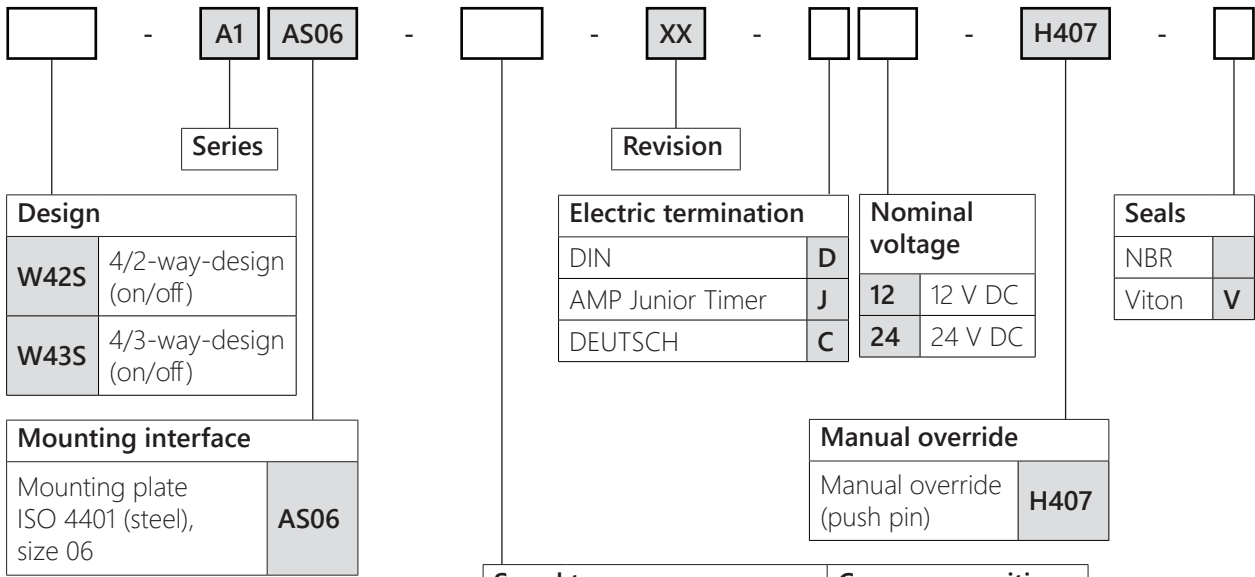 - A1 AS06 - - XX - - H407 -
Series
Revision
Design
W42S 4/2-way-design
(on/off)
W43S 4/3-way-design
(on/off)
Electric termination
DIN D
AMP Junior Timer J
DEUTSCH C
Nominal
voltage
12 12 V DC
24 24 V DC
Seals
NBR
Viton V
Mounting interface
Mounting plate
ISO 4401 (steel),
size 06
AS06
Manual override
Manual override
(push pin)
H407